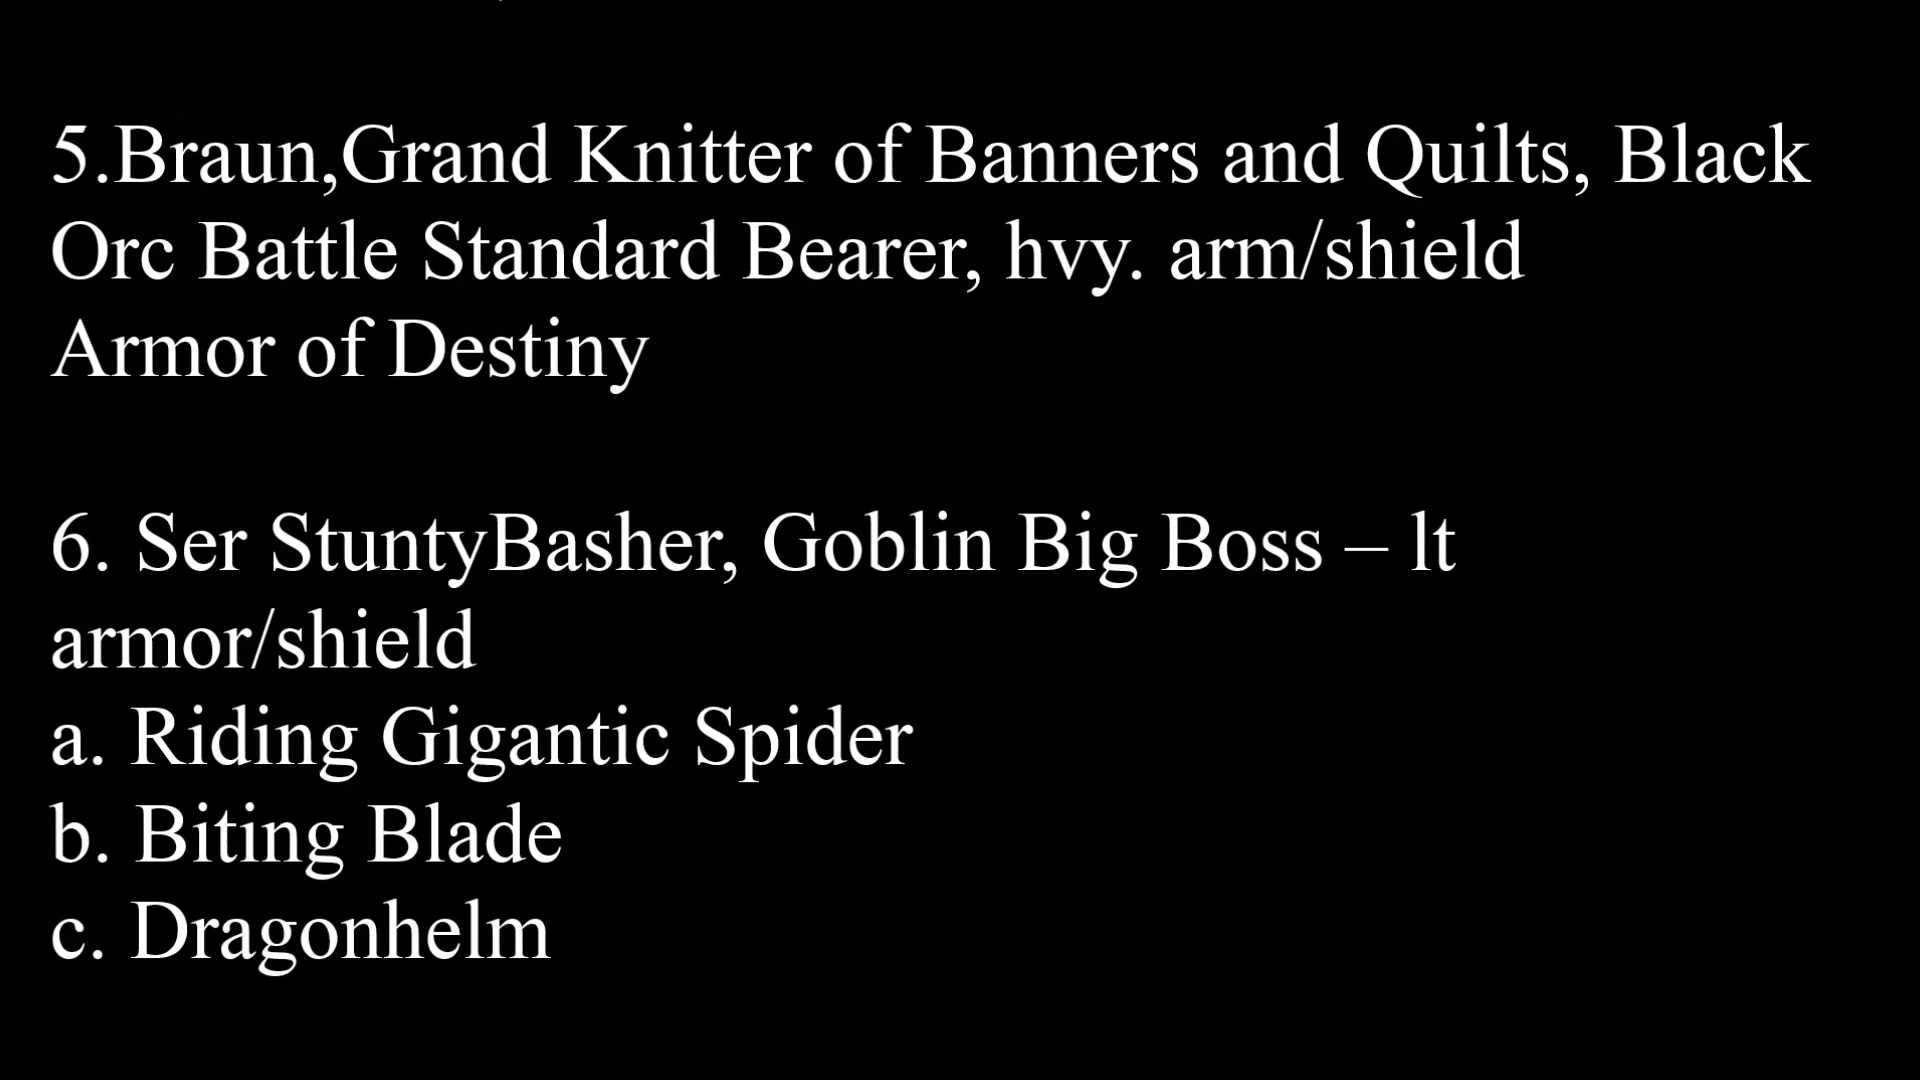 5.Braun,Grand Knitter of Banners and Quilts, Black
Orc Battle Standard Bearer, hvy. arm/shield
Armor of Destiny
6. Ser StuntyBasher, Goblin Big Boss – lt
armor/shield
a. Riding Gigantic Spider
b. Biting Blade
c. Dragonhelm